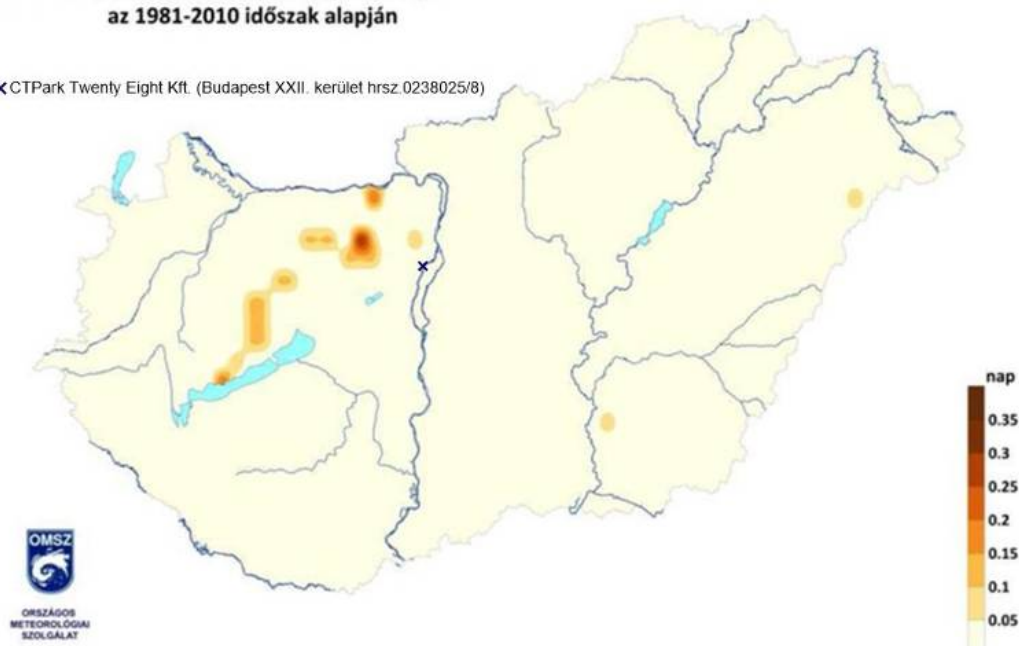 az 1981-2010 időszak alapján
×CTPark Twenty Eight Kft. (Budapest XXII. kerület hrsz.0238025/8)
nap
0.35
0.3
0.25
0.2
0.15
0.1
0.05
OMSZ
ORSZÁGOS
METEOROLÓGIAI
SZOLGÁLAT